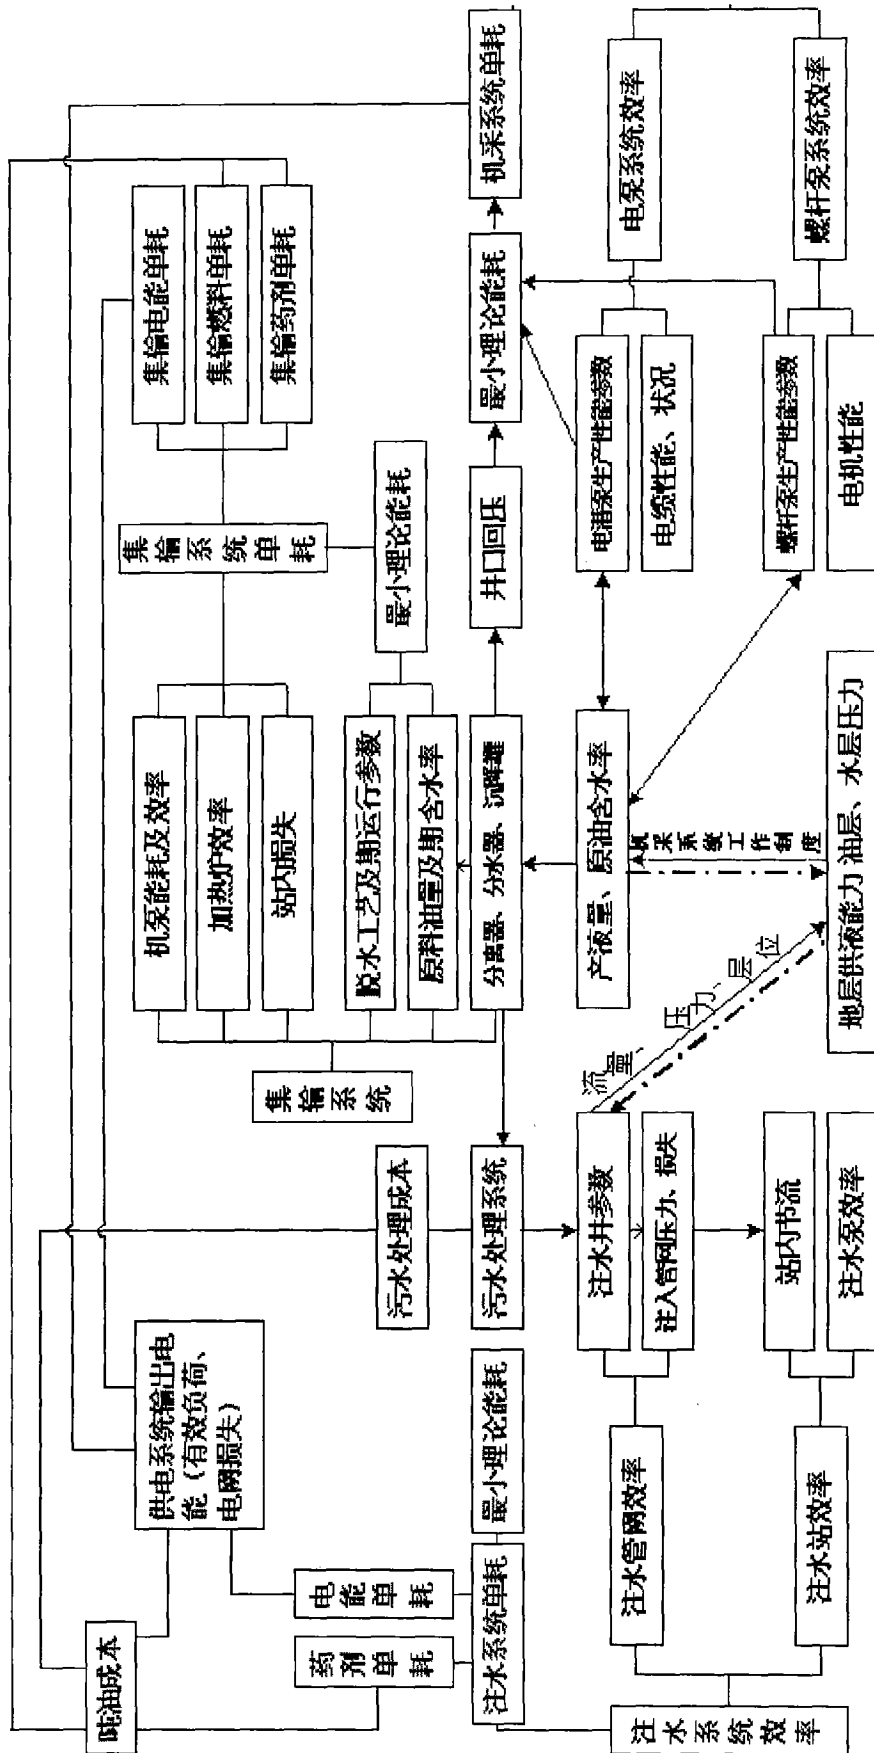 吨油成本
供电系统输出电
能（有效负荷、
电网损失）
机泵能耗及效率
加热炉效率
站内损失
集输系统单耗
集输电能单耗
集输燃料单耗
集输药剂单耗
集输系统
药剂单耗
电能单耗
污水处理成本
脱水工艺及期运行参数
原料油量及期含水率
最小理论能耗
注水系统单耗
最小理论能耗
污水处理系统
分离器、分水器、沉降罐
井口回压
最小理论能耗
机采系统单耗
注水系统效率
注水管网效率
注水井参数
注入管网压力、损失
流量、压力、层位
产液量、原油含水率
机采系统工作制度
电潜泵生产性能参数
电缆性能、状况
电泵系统效率
注水站效率
站内节流
注水泵效率
地层供液能力 油层、水层压力
螺杆泵生产性能参数
电机性能
螺杆泵系统效率